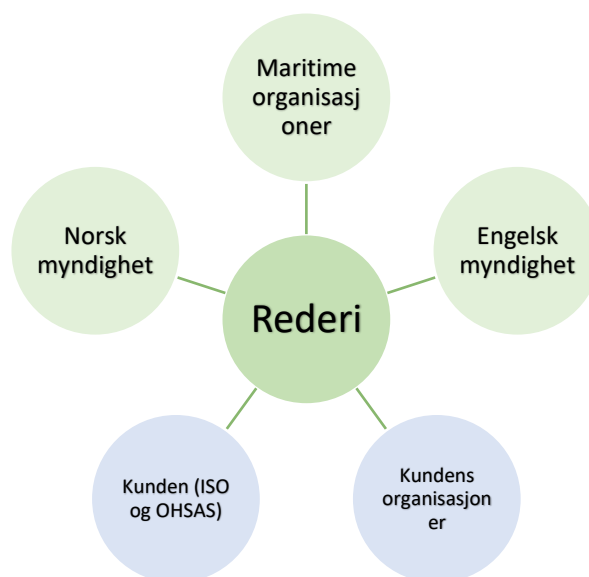 Maritime
organisasj
oner
Norsk
myndighet
Engelsk
myndighet
Rederi
Kunden (ISO
og OHSAS)
Kundens
organisasjon
er